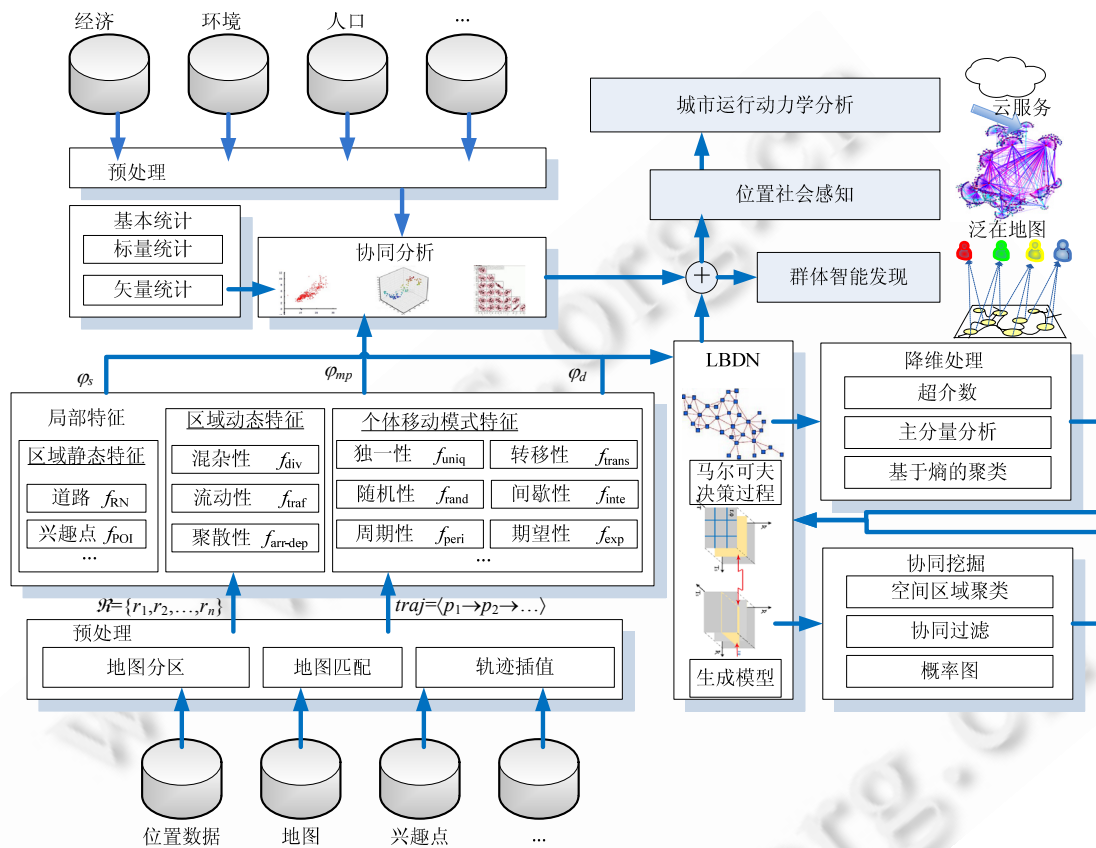 经济 环境 人口 ...
预处理
基本统计
标量统计
矢量统计
协同分析
城市运行动力学分析
位置社会感知
群体智能发现
云服务
泛在地图
φs φmp φd
局部特征
区域静态特征
道路 fRN
兴趣点 fPOI
...
区域动态特征
混杂性 fdiv
流动性 ftraf
聚散性 farr-dep
个体移动模式特征
独一性 funiq 转移性 ftrans
随机性 frand 间歇性 finte
周期性 fperi 期望性 fexp
...
ℜ={r1,r2,…,rn}
traj=⟨p1→p2→…⟩
预处理
地图分区 地图匹配 轨迹插值
位置数据 地图 兴趣点 ...
LBDN
马尔可夫
决策过程
生成模型
降维处理
超介数
主分量分析
基于熵的聚类
协同挖掘
空间区域聚类
协同过滤
概率图